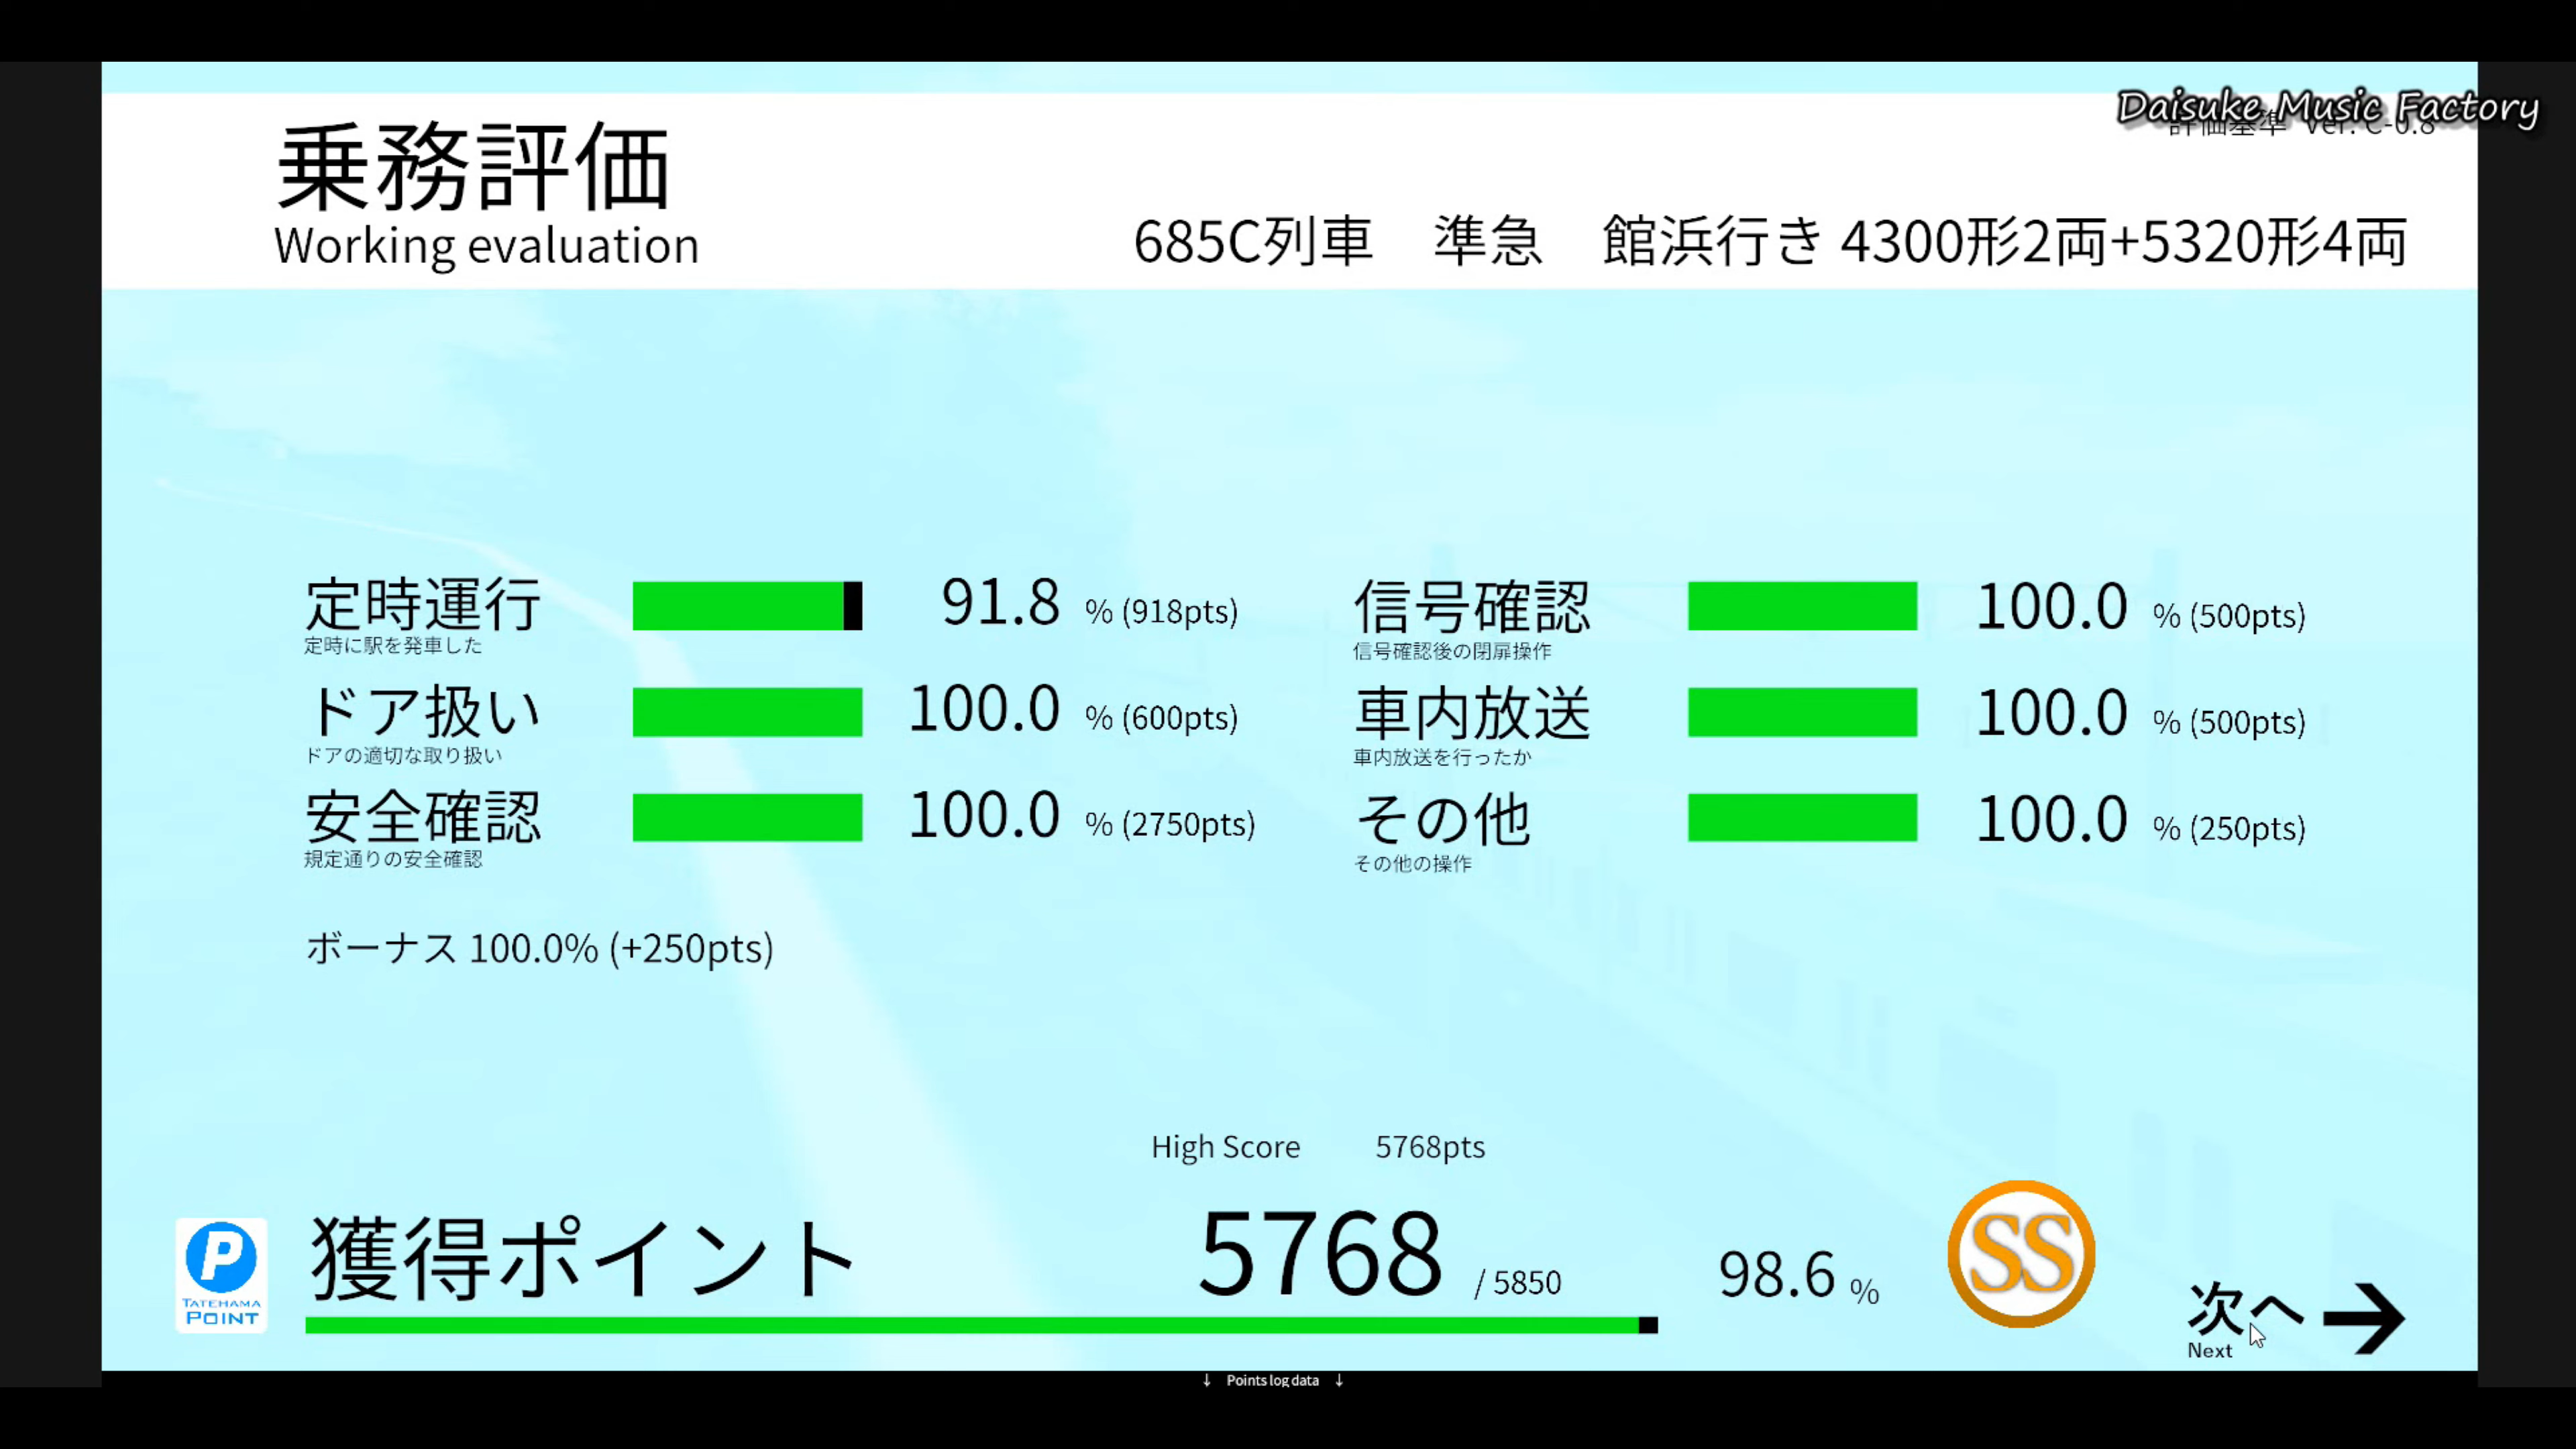 Daisuke Music Factory
評価基準 Ver. C-0.8
乗務評価
Working evaluation
685C列車　準急　館浜行き 4300形2両+5320形4両
定時運行 91.8 % (918pts)
定時に駅を発車した
ドア扱い 100.0 % (600pts)
ドアの適切な取り扱い
安全確認 100.0 % (2750pts)
規定通りの安全確認
信号確認 100.0 % (500pts)
信号確認後の閉扉操作
車内放送 100.0 % (500pts)
車内放送を行ったか
その他 100.0 % (250pts)
その他の操作
ボーナス 100.0% (+250pts)
High Score 5768pts
P
TATEHAMA
POINT
獲得ポイント 5768 / 5850 98.6 % SS
次へ→
Next
↓ Points log data ↓